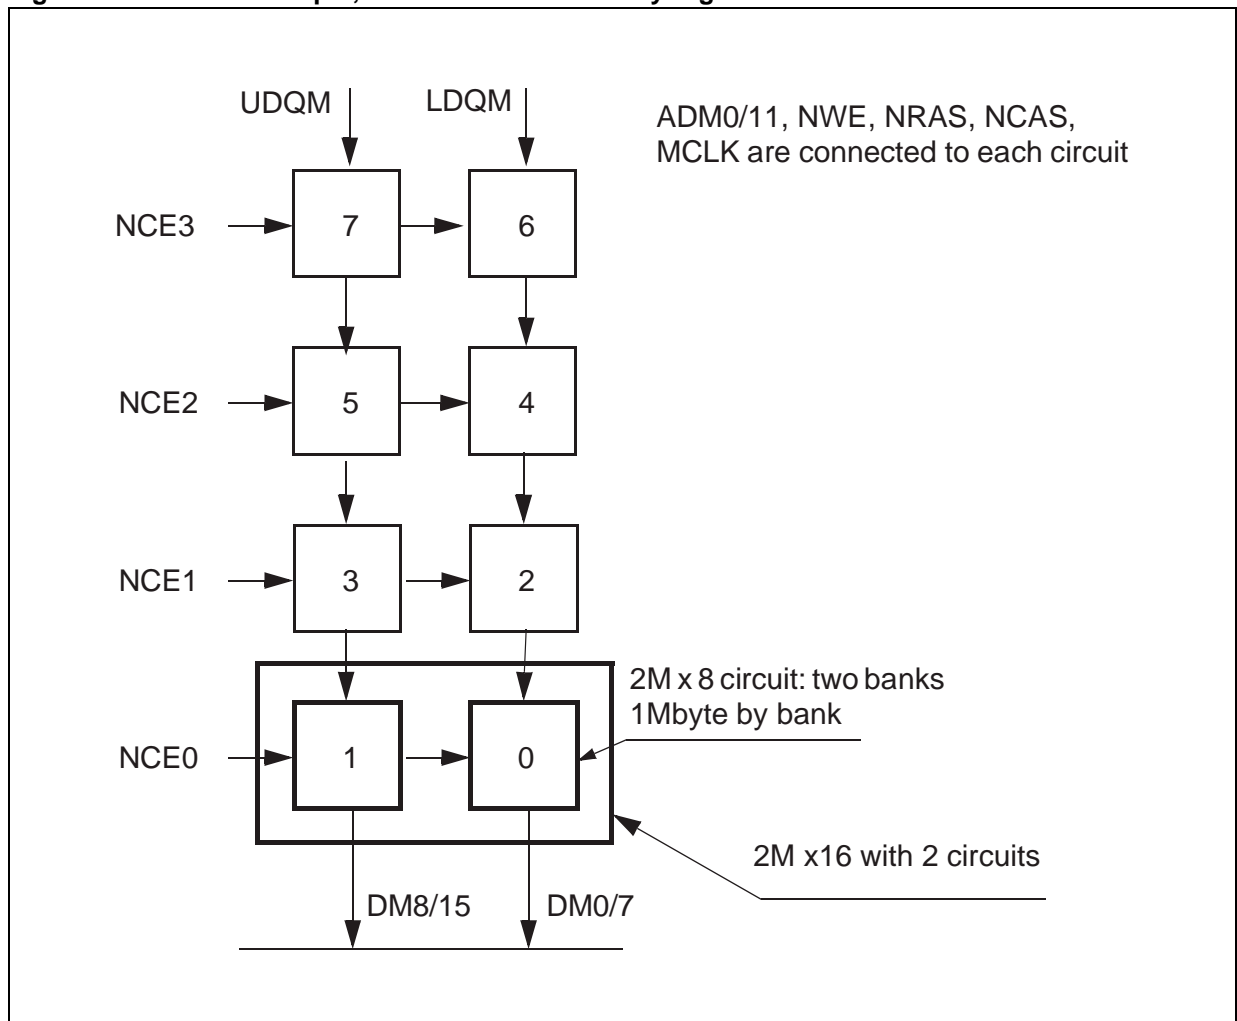 UDQM
LDQM
ADM0/11, NWE, NRAS, NCAS,
MCLK are connected to each circuit
NCE3
7
6
NCE2
5
4
NCE1
3
2
2M x 8 circuit: two banks
1Mbyte by bank
NCE0
1
0
2M x16 with 2 circuits
DM8/15
DM0/7